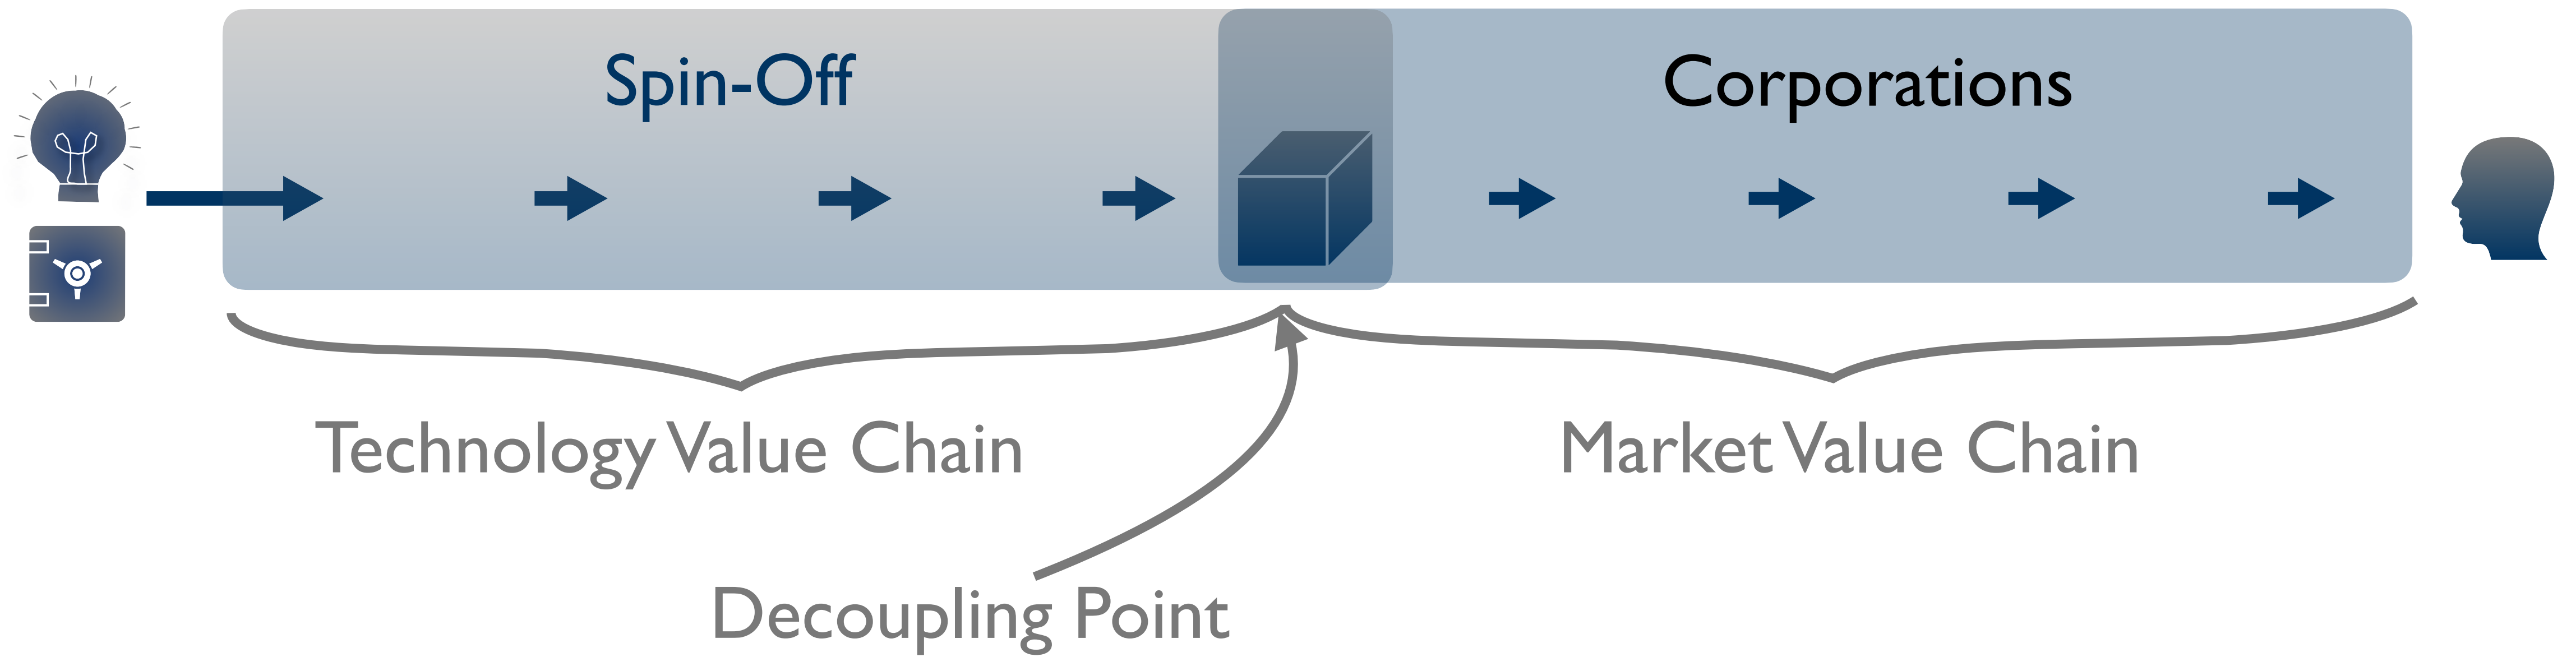 Spin-Off
Corporations
Technology Value Chain
Market Value Chain
Decoupling Point